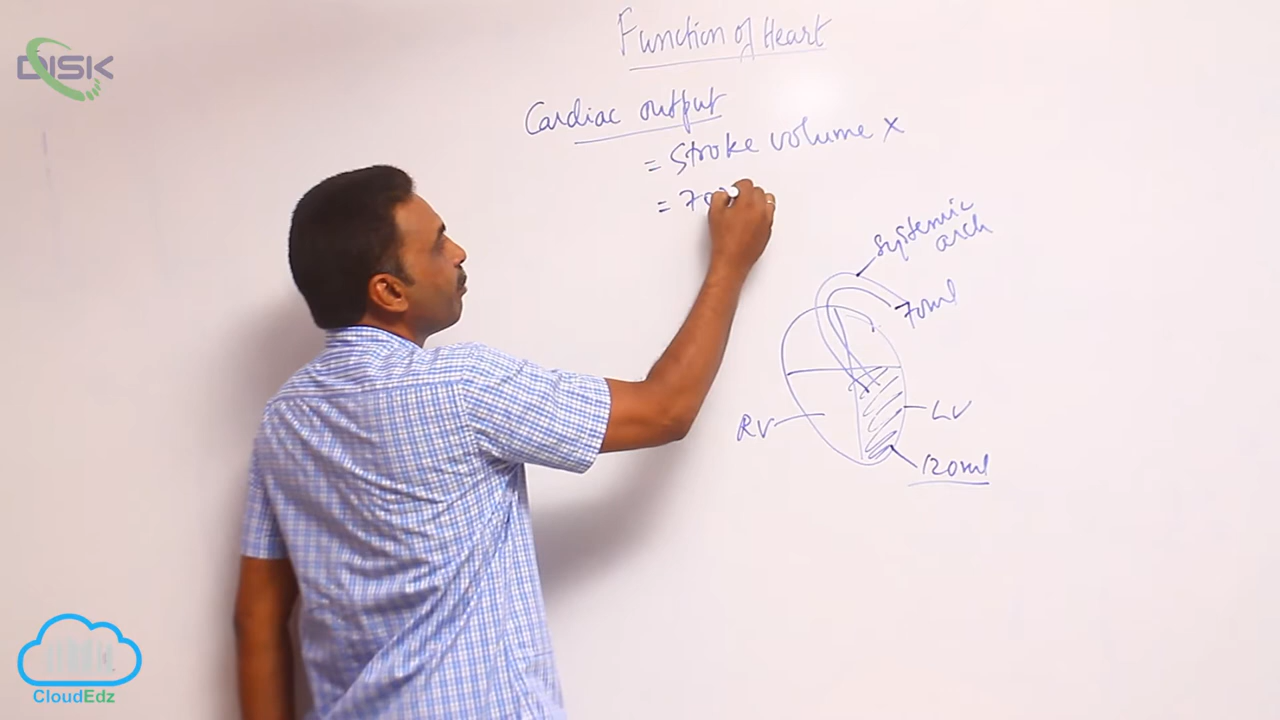 DISK
Function of Heart
Cardiac output
= Stroke volume x
= 70
systemic
arch
70ml
RV
LV
120ml
CloudEdz